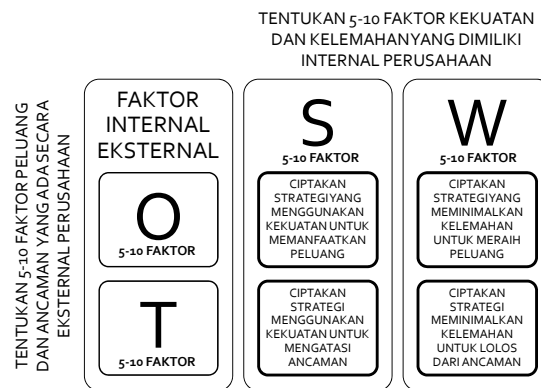 TENTUKAN 5-10 FAKTOR KEKUATAN
DAN KELEMAHANYANG DIMILIKI
INTERNAL PERUSAHAAN
TENTUKAN 5-10 FAKTOR PELUANG
DAN ANCAMAN YANG ADA SECARA
EKSTERNAL PERUSAHAAN
FAKTOR
INTERNAL
EKSTERNAL
S
5-10 FAKTOR
W
5-10 FAKTOR
O
5-10 FAKTOR
CIPTAKAN
STRATEGIYANG
MENGGUNAKAN
KEKUATAN UNTUK
MEMANFAATKAN
PELUANG
CIPTAKAN
STRATEGIYANG
MEMINIMALKAN
KELEMAHAN
UNTUK MERAIH
PELUANG
T
5-10 FAKTOR
CIPTAKAN
STRATEGI
MENGGUNAKAN
KEKUATAN UNTUK
MENGATASI
ANCAMAN
CIPTAKAN
STRATEGI
MEMINIMALKAN
KELEMAHAN
UNTUK LOLOS
DARI ANCAMAN